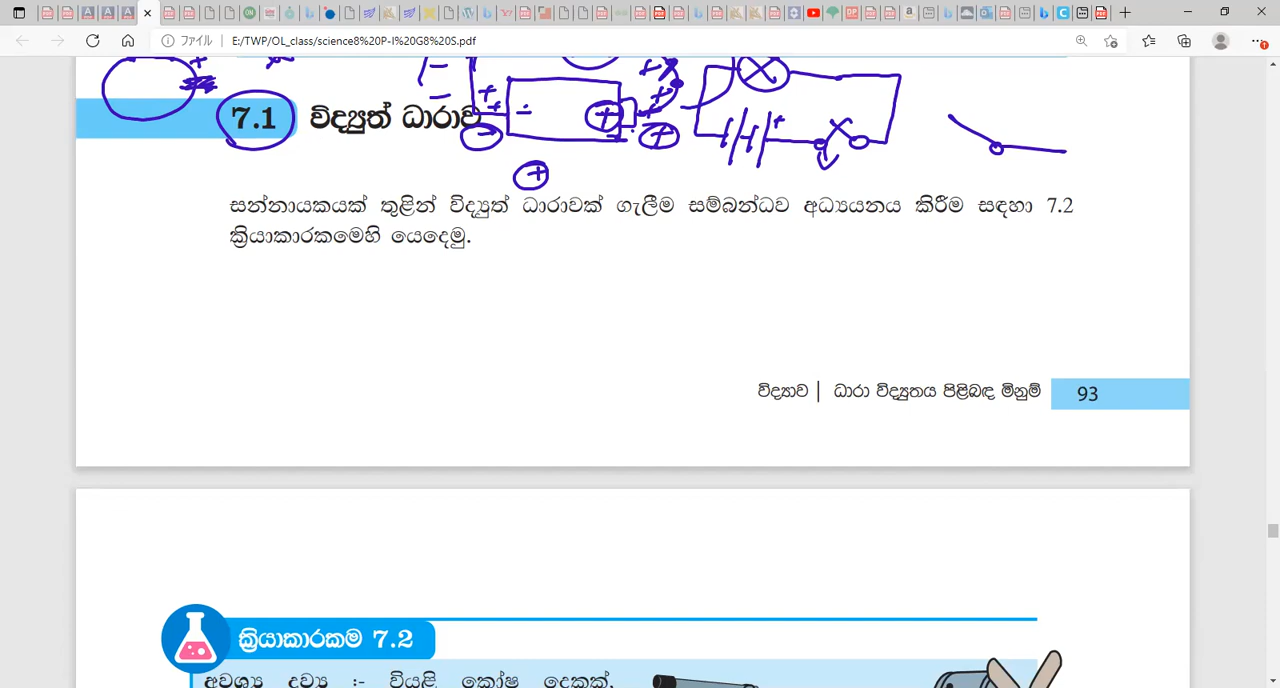 ファイル
E:/TWP/OL_class/science8%20P-I%20G8%20S.pdf
7.1 විද්‍යුත් ධාරාව
සන්නායකයක් තුළින් විද්‍යුත් ධාරාවක් ගැලීම සම්බන්ධව අධ්‍යයනය කිරීම සඳහා 7.2
ක්‍රියාකාරකමෙහි යෙදෙමු.
විද්‍යාව | ධාරා විද්‍යුතය පිළිබඳ මිනුම් 93
ක්‍රියාකාරකම 7.2
අවශ්‍ය ද්‍රව්‍ය :- වියළි කෝෂ දෙකක්,